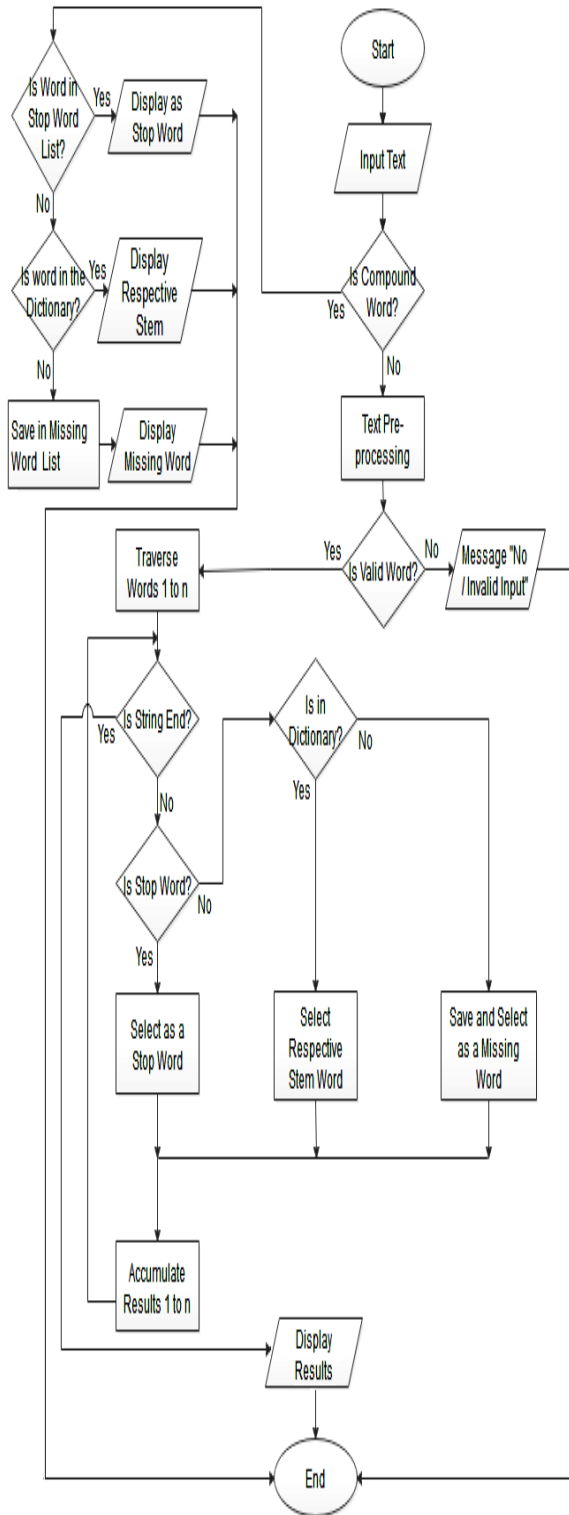 Start
Input Text
Is Compound
Word?
Yes
No
Is Word in
Stop Word
List?
Yes
Display as
Stop Word
No
Is word in the
Dictionary?
Yes
Display
Respective
Stem
No
Save in Missing
Word List
Display
Missing Word
Text Pre-
processing
Is Valid Word?
Yes
No
Message "No
/ Invalid Input"
Traverse
Words 1 to n
Is String End?
Yes
No
Is Stop Word?
No
Yes
Is in
Dictionary?
No
Yes
Select as a
Stop Word
Select
Respective
Stem Word
Save and Select
as a Missing
Word
Accumulate
Results 1 to n
Display
Results
End